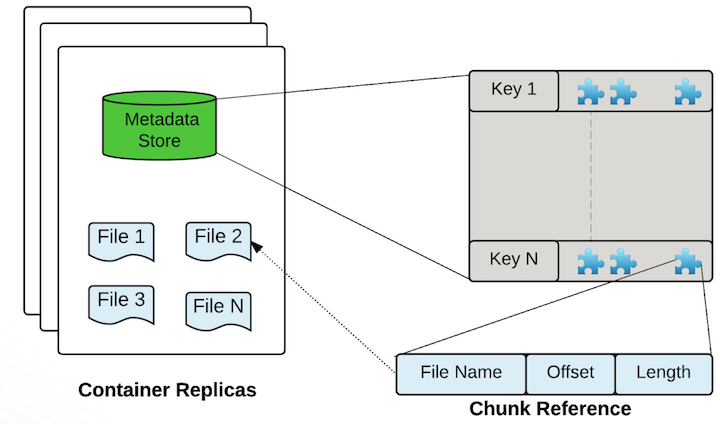 Metadata
Store
Key 1
File 1
File 2
Key N
File 3
File N
File Name
Offset
Length
Container Replicas
Chunk Reference